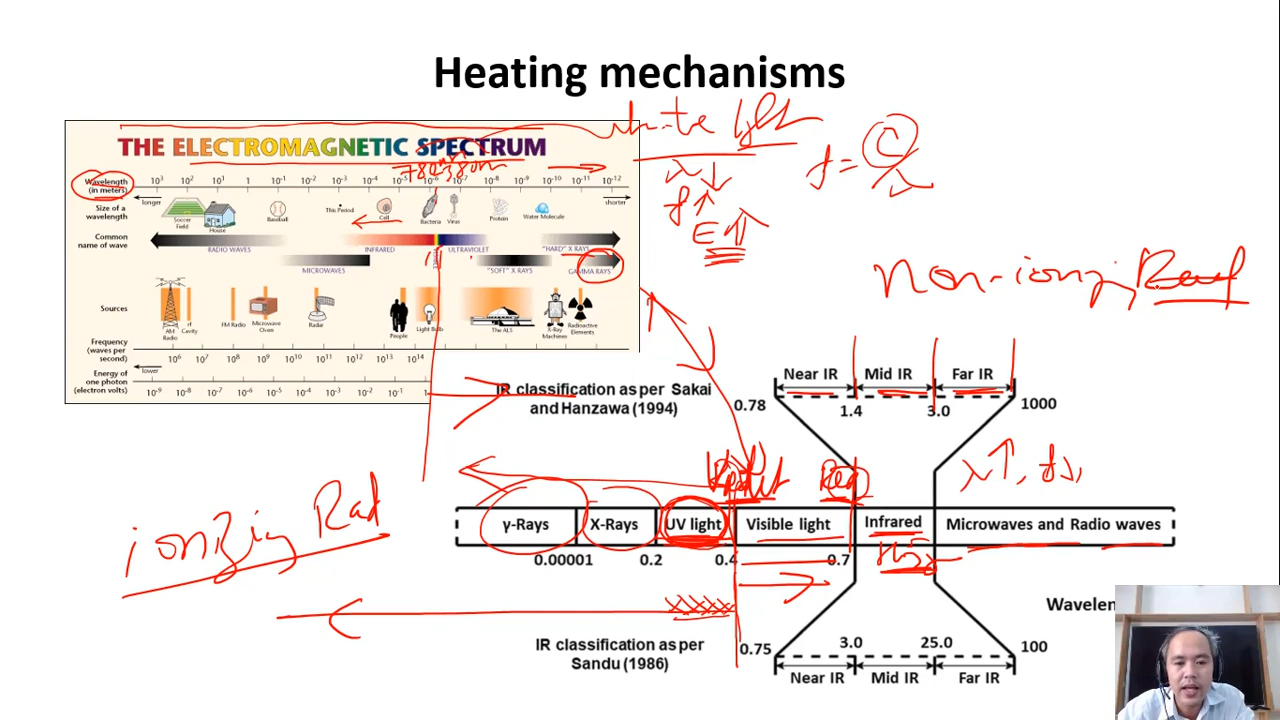 Heating mechanisms
white light
THE ELECTROMAGNETIC SPECTRUM
780 380n
Wavelength (in meters) 10³ 10² 10¹ 1 10⁻¹ 10⁻² 10⁻³ 10⁻⁴ 10⁻⁵ 10⁻⁶ 10⁻⁷ 10⁻⁸ 10⁻⁹ 10⁻¹⁰ 10⁻¹¹ 10⁻¹²
longer shorter
Size of a wavelength
Soccer Field House Baseball This Period Cell Bacteria Virus Protein Water Molecule
Common name of wave
RADIO WAVES INFRARED ULTRAVIOLET "HARD" X RAYS
MICROWAVES "SOFT" X RAYS GAMMA RAYS
Sources
AM Radio rf Cavity FM Radio Microwave Oven Radar People Light Bulb The ALS X-Ray Machines Radioactive Elements
Frequency (waves per second) 10⁶ 10⁷ 10⁸ 10⁹ 10¹⁰ 10¹¹ 10¹² 10¹³ 10¹⁴
lower
Energy of one photon (electron volts) 10⁻⁹ 10⁻⁸ 10⁻⁷ 10⁻⁶ 10⁻⁵ 10⁻⁴ 10⁻³ 10⁻² 10⁻¹ 1
λ↓
f↑
E↑
f = C/λ
Non-ionizing Rad
IR classification as per Sakai
and Hanzawa (1994)
Near IR Mid IR Far IR
0.78 1.4 3.0 1000
λ↑, f↓,
Violet Red
γ-Rays X-Rays UV light Visible light Infrared Microwaves and Radio waves
0.00001 0.2 0.4 0.7
ionizing Rad
IR classification as per
Sandu (1986)
0.75 3.0 25.0 100
Near IR Mid IR Far IR
Wavelen